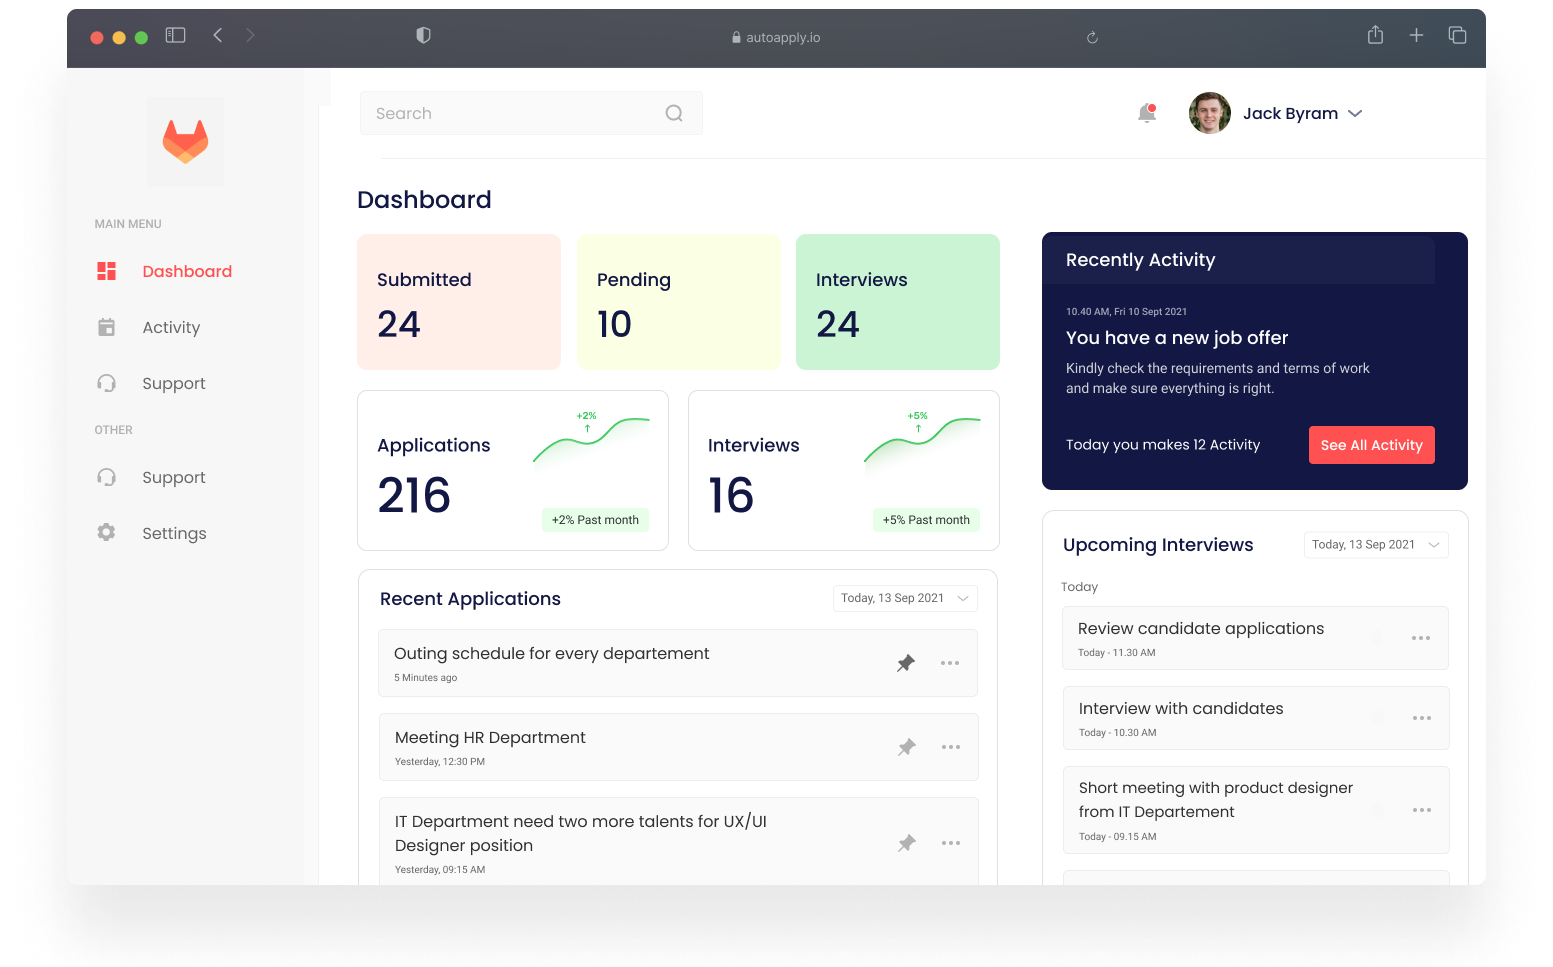 autoapply.io
Search
Jack Byram
MAIN MENU
Dashboard
Activity
Support
OTHER
Support
Settings
Dashboard
Submitted
24
Pending
10
Interviews
24
Applications
216
+2%
↑
+2% Past month
Interviews
16
+5%
↑
+5% Past month
Recent Applications
Today, 13 Sep 2021
Outing schedule for every departement
5 Minutes ago
Meeting HR Department
Yesterday, 12:30 PM
IT Department need two more talents for UX/UI
Designer position
Yesterday, 09:15 AM
Recently Activity
10.40 AM, Fri 10 Sept 2021
You have a new job offer
Kindly check the requirements and terms of work
and make sure everything is right.
Today you makes 12 Activity
See All Activity
Upcoming Interviews
Today, 13 Sep 2021
Today
Review candidate applications
Today - 11.30 AM
Interview with candidates
Today - 10.30 AM
Short meeting with product designer
from IT Departement
Today - 09.15 AM